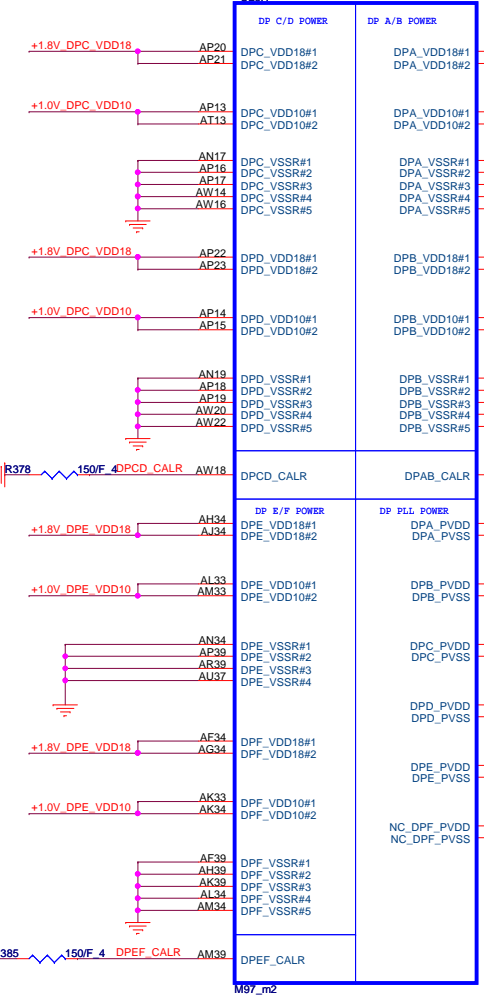 DP C/D POWER DP A/B POWER
+1.8V_DPC_VDD18 AP20 DPC_VDD18#1 DPA_VDD18#1
AP21 DPC_VDD18#2 DPA_VDD18#2
+1.0V_DPC_VDD10 AP13 DPC_VDD10#1 DPA_VDD10#1
AT13 DPC_VDD10#2 DPA_VDD10#2
AN17 DPC_VSSR#1 DPA_VSSR#1
AP16 DPC_VSSR#2 DPA_VSSR#2
AP17 DPC_VSSR#3 DPA_VSSR#3
AW14 DPC_VSSR#4 DPA_VSSR#4
AW16 DPC_VSSR#5 DPA_VSSR#5
+1.8V_DPC_VDD18 AP22 DPD_VDD18#1 DPB_VDD18#1
AP23 DPD_VDD18#2 DPB_VDD18#2
+1.0V_DPC_VDD10 AP14 DPD_VDD10#1 DPB_VDD10#1
AP15 DPD_VDD10#2 DPB_VDD10#2
AN19 DPD_VSSR#1 DPB_VSSR#1
AP18 DPD_VSSR#2 DPB_VSSR#2
AP19 DPD_VSSR#3 DPB_VSSR#3
AW20 DPD_VSSR#4 DPB_VSSR#4
AW22 DPD_VSSR#5 DPB_VSSR#5
R378 150/F_4 DPCD_CALR AW18 DPCD_CALR DPAB_CALR
DP E/F POWER DP PLL POWER
+1.8V_DPE_VDD18 AH34 DPE_VDD18#1 DPA_PVDD
AJ34 DPE_VDD18#2 DPA_PVSS
+1.0V_DPE_VDD10 AL33 DPE_VDD10#1 DPB_PVDD
AM33 DPE_VDD10#2 DPB_PVSS
AN34 DPE_VSSR#1 DPC_PVDD
AP39 DPE_VSSR#2 DPC_PVSS
AR39 DPE_VSSR#3
AU37 DPE_VSSR#4
DPD_PVDD
DPD_PVSS
+1.8V_DPE_VDD18 AF34 DPF_VDD18#1
AG34 DPF_VDD18#2
DPE_PVDD
DPE_PVSS
+1.0V_DPE_VDD10 AK33 DPF_VDD10#1
AK34 DPF_VDD10#2
NC_DPF_PVDD
NC_DPF_PVSS
AF39 DPF_VSSR#1
AH39 DPF_VSSR#2
AK39 DPF_VSSR#3
AL34 DPF_VSSR#4
AM34 DPF_VSSR#5
385 150/F_4 DPEF_CALR AM39 DPEF_CALR
M97_m2